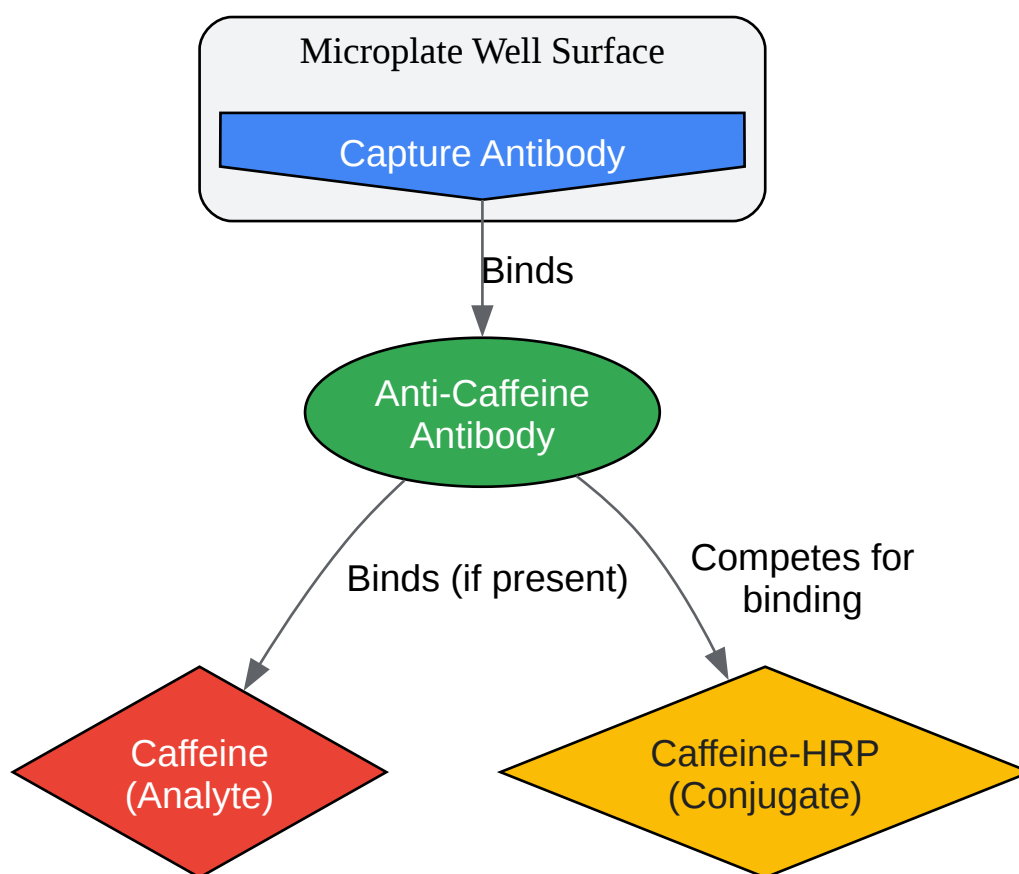 Microplate Well Surface
Capture Antibody
Binds
Anti-Caffeine
Antibody
Binds (if present)
Competes for
binding
Caffeine
(Analyte)
Caffeine-HRP
(Conjugate)